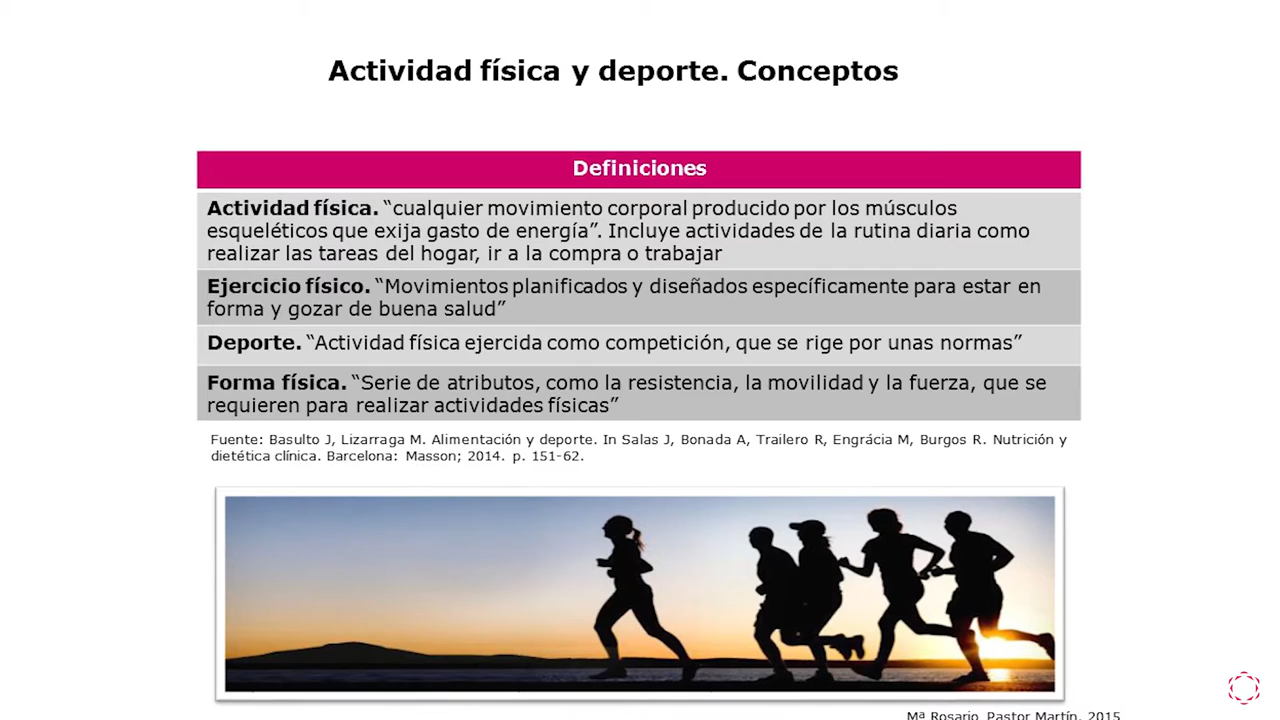 Actividad física y deporte. Conceptos
Definiciones
Actividad física. “cualquier movimiento corporal producido por los músculos
esqueléticos que exija gasto de energía”. Incluye actividades de la rutina diaria como
realizar las tareas del hogar, ir a la compra o trabajar
Ejercicio físico. “Movimientos planificados y diseñados específicamente para estar en
forma y gozar de buena salud”
Deporte. “Actividad física ejercida como competición, que se rige por unas normas”
Forma física. “Serie de atributos, como la resistencia, la movilidad y la fuerza, que se
requieren para realizar actividades físicas”
Fuente: Basulto J, Lizarraga M. Alimentación y deporte. In Salas J, Bonada A, Trailero R, Engrácia M, Burgos R. Nutrición y
dietética clínica. Barcelona: Masson; 2014. p. 151-62.
Mª Rosario Pastor Martín, 2015